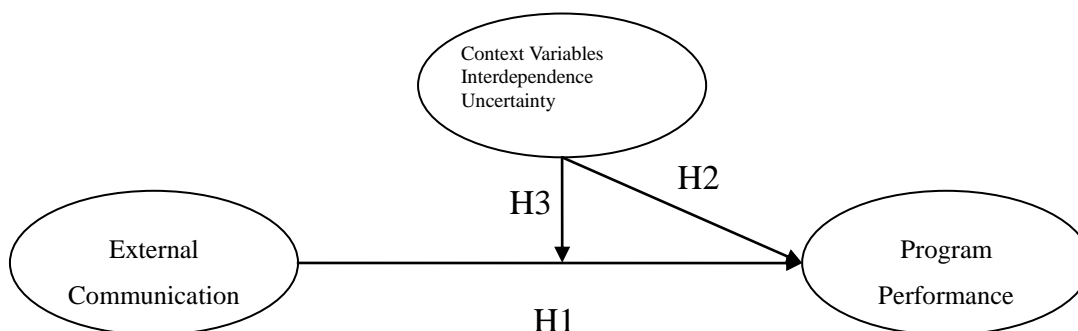 Context Variables
Interdependence
Uncertainty
H2
H3
External
Communication
Program
Performance
H1